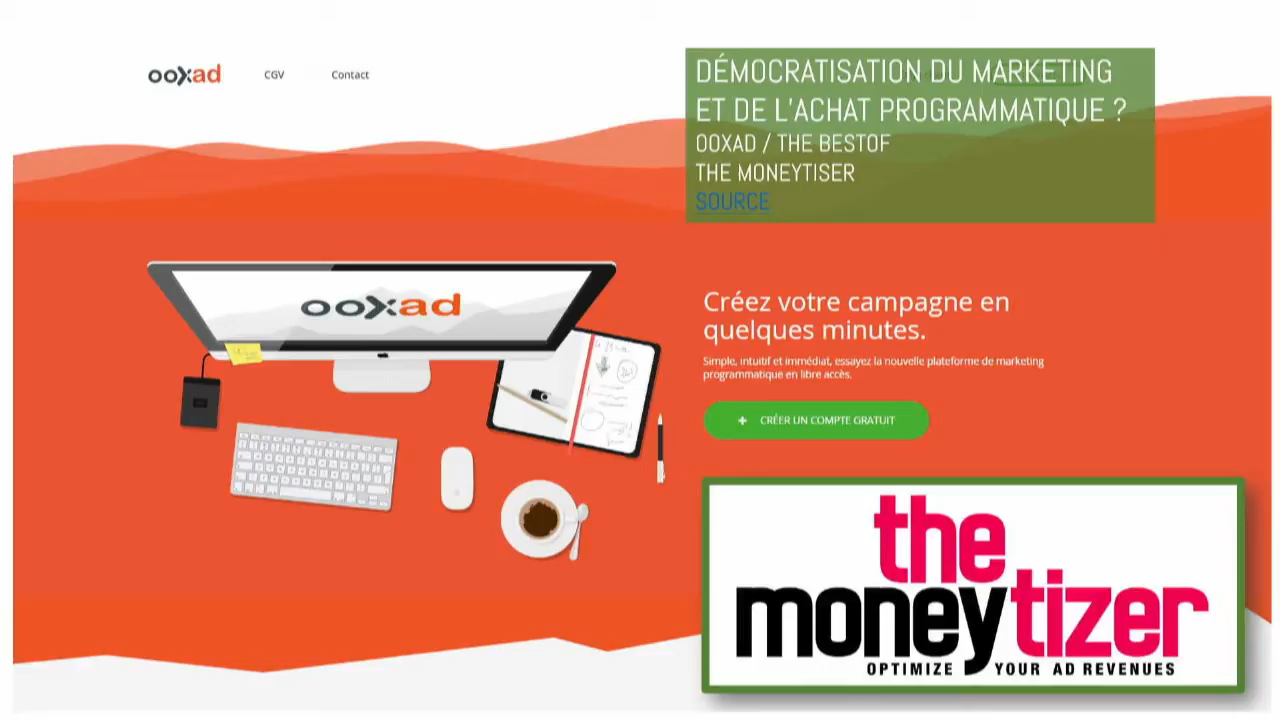 ooxad
CGV
Contact
DÉMOCRATISATION DU MARKETING
ET DE L'ACHAT PROGRAMMATIQUE ?
OOXAD / THE BESTOF
THE MONEYTISER
SOURCE
ooxad
Créez votre campagne en
quelques minutes.
Simple, intuitif et immédiat, essayez la nouvelle plateforme de marketing
programmatique en libre accès.
+ CRÉER UN COMPTE GRATUIT
the
moneytizer
OPTIMIZE YOUR AD REVENUES